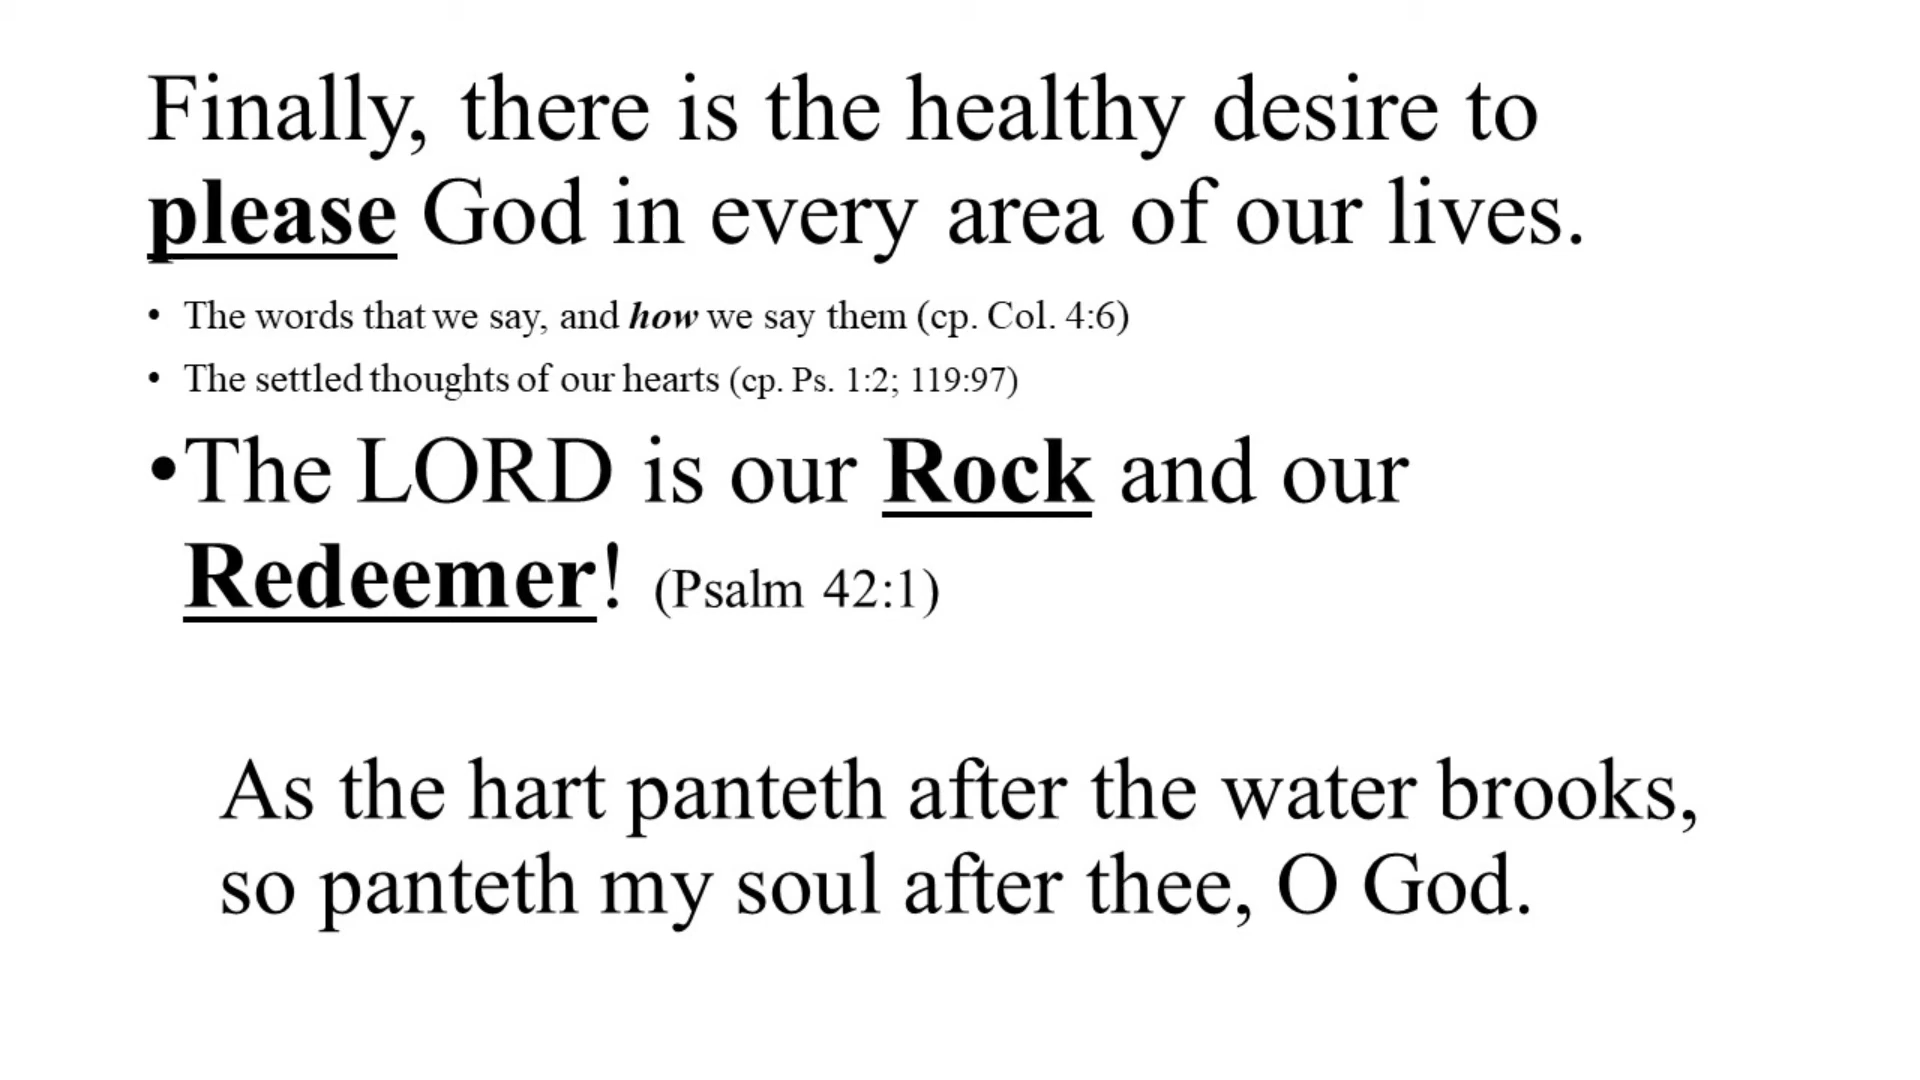 Finally, there is the healthy desire to
please God in every area of our lives.
• The words that we say, and how we say them (cp. Col. 4:6)
• The settled thoughts of our hearts (cp. Ps. 1:2; 119:97)
•The LORD is our Rock and our
Redeemer! (Psalm 42:1)
As the hart panteth after the water brooks,
so panteth my soul after thee, O God.